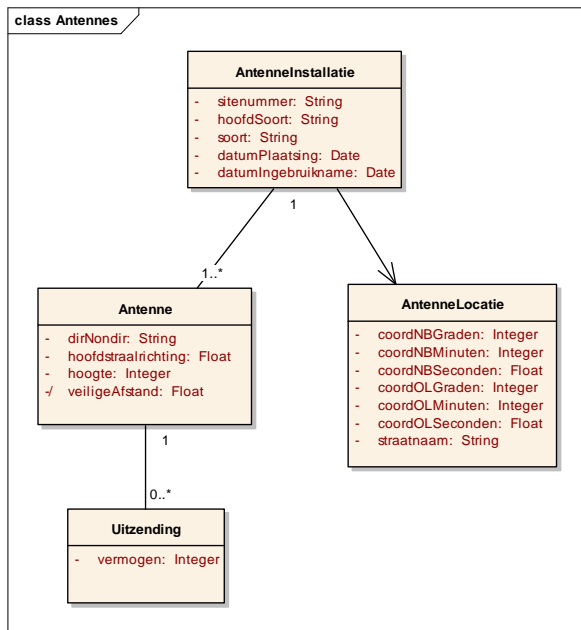 class Antennes
AntenneInstallatie
- sitenummer: String
- hoofdSoort: String
- soort: String
- datumPlaatsing: Date
- datumIngebruikname: Date
1
1..*
Antenne
- dirNondir: String
- hoofdstraalrichting: Float
- hoogte: Integer
-/ veiligeAfstand: Float
AntenneLocatie
- coordNBGraden: Integer
- coordNBMinuten: Integer
- coordNBSeconden: Float
- coordOLGraden: Integer
- coordOLMinuten: Integer
- coordOLSeconden: Float
- straatnaam: String
1
0..*
Uitzending
- vermogen: Integer